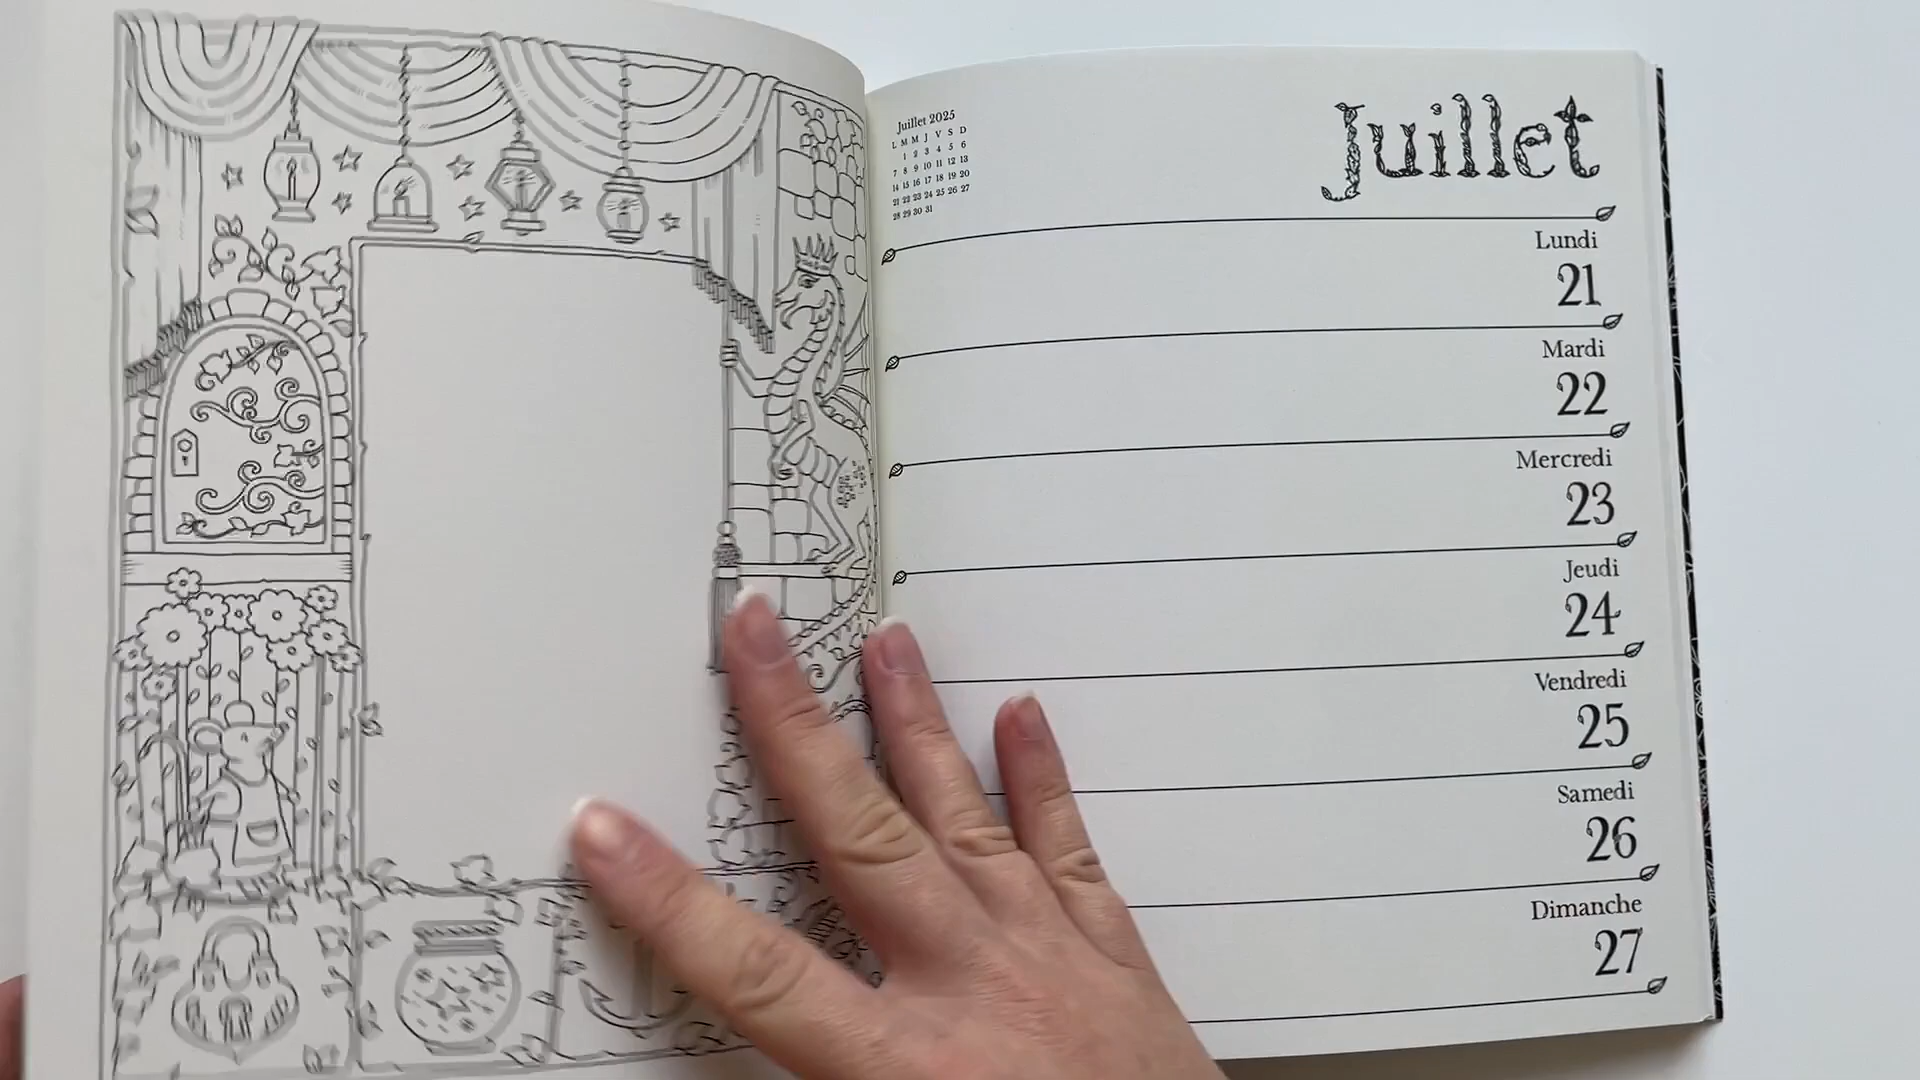 Juillet 2025
L M M J V S D
1 2 3 4 5 6
7 8 9 10 11 12 13
14 15 16 17 18 19 20
21 22 23 24 25 26 27
28 29 30 31
Juillet
Lundi
21
Mardi
22
Mercredi
23
Jeudi
24
Vendredi
25
Samedi
26
Dimanche
27